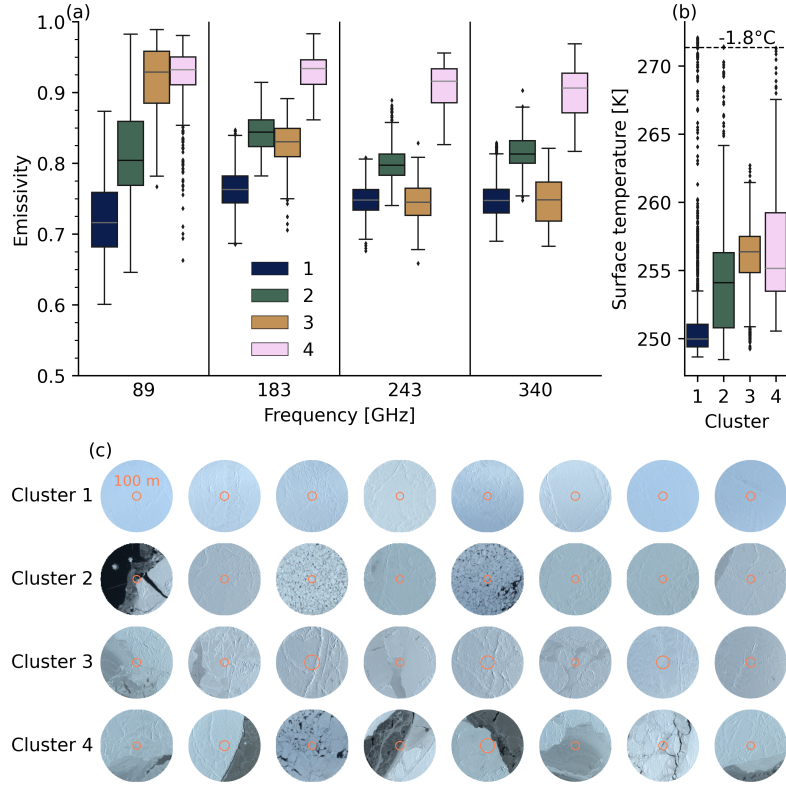 (a)
1.0
0.9
0.8
0.7
0.6
0.5
Emissivity
1
2
3
4
89 183 243 340
Frequency [GHz]
(b)
-1.8°C
270
265
260
255
250
Surface temperature [K]
1 2 3 4
Cluster
(c)
100 m
Cluster 1
Cluster 2
Cluster 3
Cluster 4